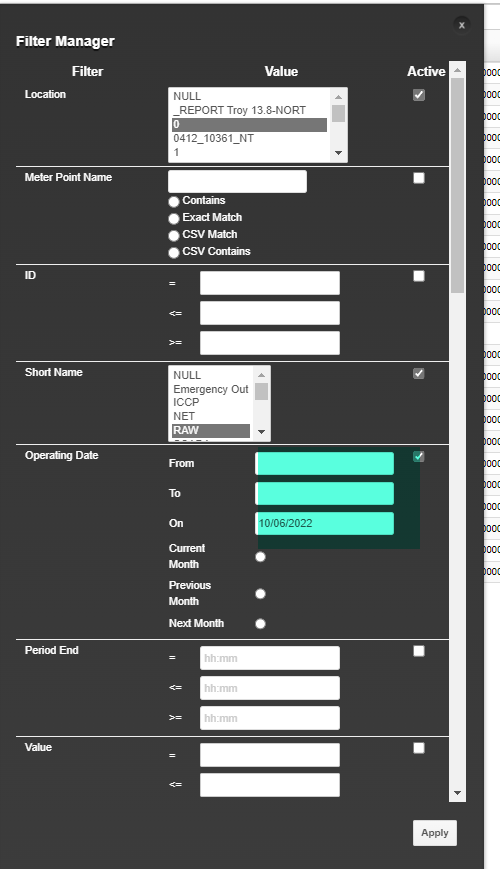 x
Filter Manager
Filter Value Active
Location
NULL
_REPORT Troy 13.8-NORT
0
0412_10361_NT
1
Meter Point Name
Contains
Exact Match
CSV Match
CSV Contains
ID
=
<=
>=
Short Name
NULL
Emergency Out
ICCP
NET
RAW
Operating Date
From
To
On 10/06/2022
Current
Month
Previous
Month
Next Month
Period End
= hh:mm
<= hh:mm
>= hh:mm
Value
=
<=
Apply